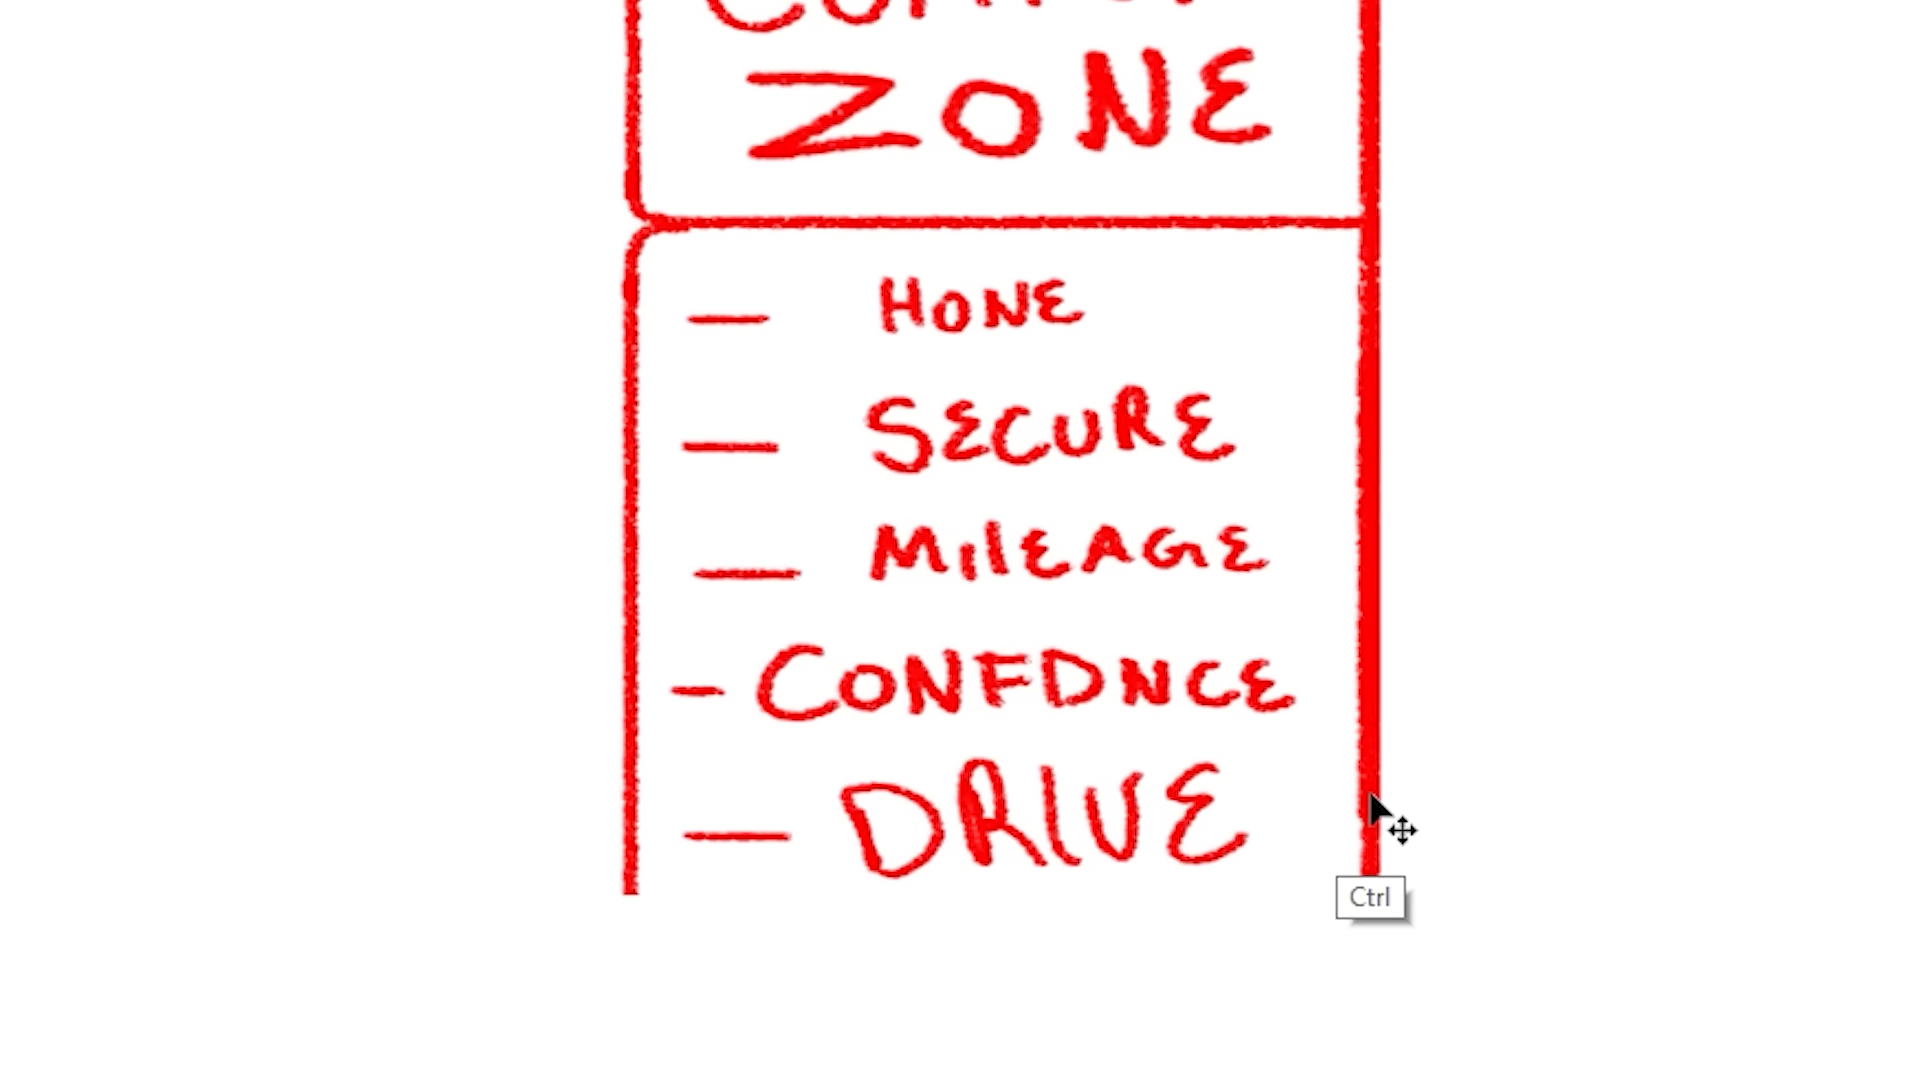 ZONE
— HONE
— SECURE
— MIlEAGE
- CONFDNCE
— DRIVE
Ctrl